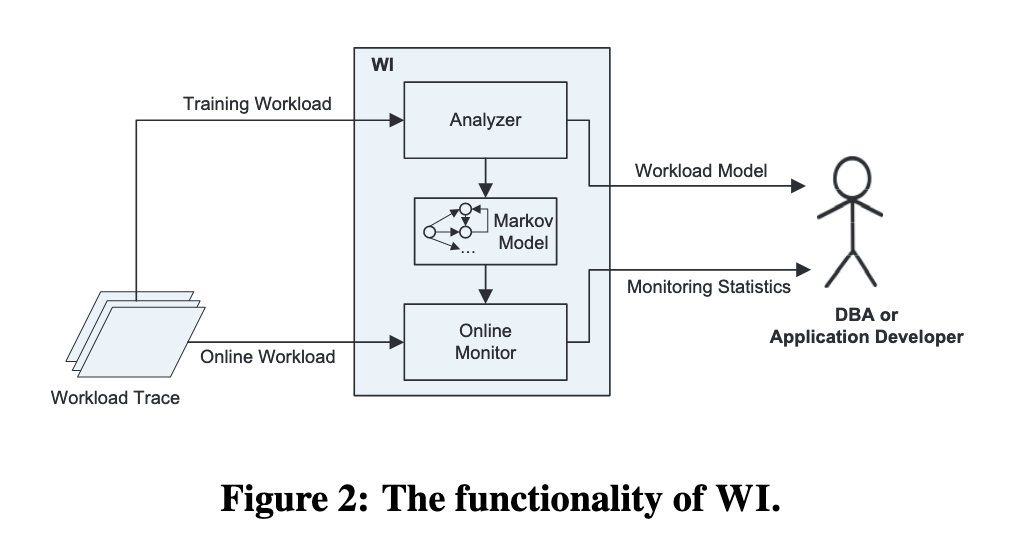 WI
Training Workload
Analyzer
Workload Model
Markov
Model
...
Monitoring Statistics
Online
Monitor
Online Workload
Workload Trace
DBA or
Application Developer
Figure 2: The functionality of WI.